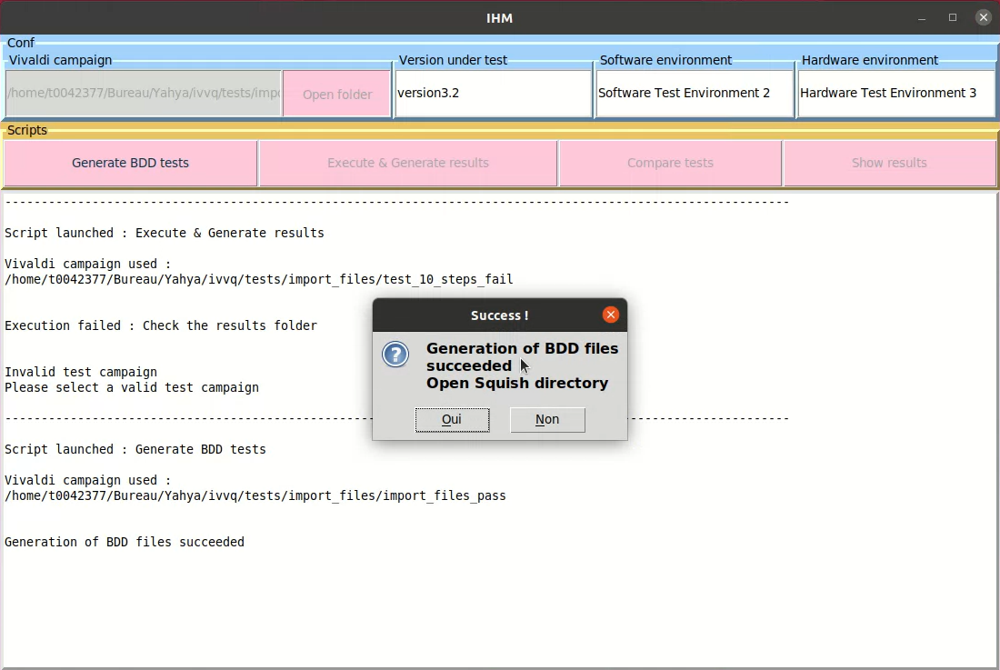 IHM
Conf
Vivaldi campaign
Version under test
Software environment
Hardware environment
/home/t0042377/Bureau/Yahya/ivvq/tests/impo
Open folder
version3.2
Software Test Environment 2
Hardware Test Environment 3
Scripts
Generate BDD tests
Execute & Generate results
Compare tests
Show results
Script launched : Execute & Generate results
Vivaldi campaign used :
/home/t0042377/Bureau/Yahya/ivvq/tests/import_files/test_10_steps_fail
Execution failed : Check the results folder
Invalid test campaign
Please select a valid test campaign
Success !
Generation of BDD files
succeeded
Open Squish directory
Oui
Non
Script launched : Generate BDD tests
Vivaldi campaign used :
/home/t0042377/Bureau/Yahya/ivvq/tests/import_files/import_files_pass
Generation of BDD files succeeded